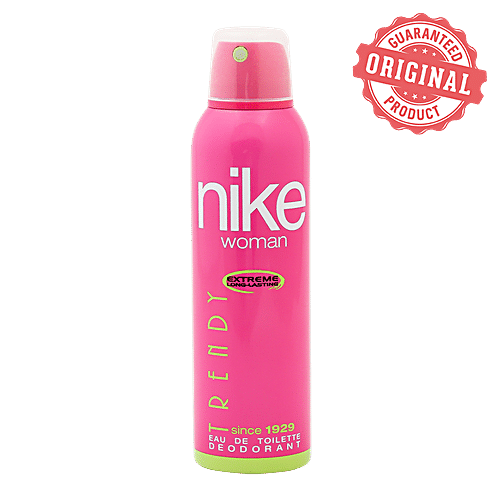 GUARANTEED
ORIGINAL
PRODUCT
nike
woman
EXTREME
LONG-LASTING
TRENDY
since 1929
EAU DE TOILETTE
DEODORANT